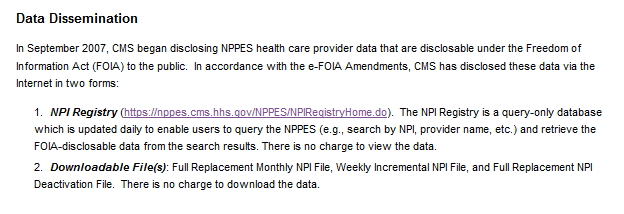 Data Dissemination
In September 2007, CMS began disclosing NPPES health care provider data that are disclosable under the Freedom of
Information Act (FOIA) to the public.  In accordance with the e-FOIA Amendments, CMS has disclosed these data via the
Internet in two forms:
1. NPI Registry (https://nppes.cms.hhs.gov/NPPES/NPIRegistryHome.do).  The NPI Registry is a query-only database
which is updated daily to enable users to query the NPPES (e.g., search by NPI, provider name, etc.) and retrieve the
FOIA-disclosable data from the search results. There is no charge to view the data.
2. Downloadable File(s): Full Replacement Monthly NPI File, Weekly Incremental NPI File, and Full Replacement NPI
Deactivation File.  There is no charge to download the data.